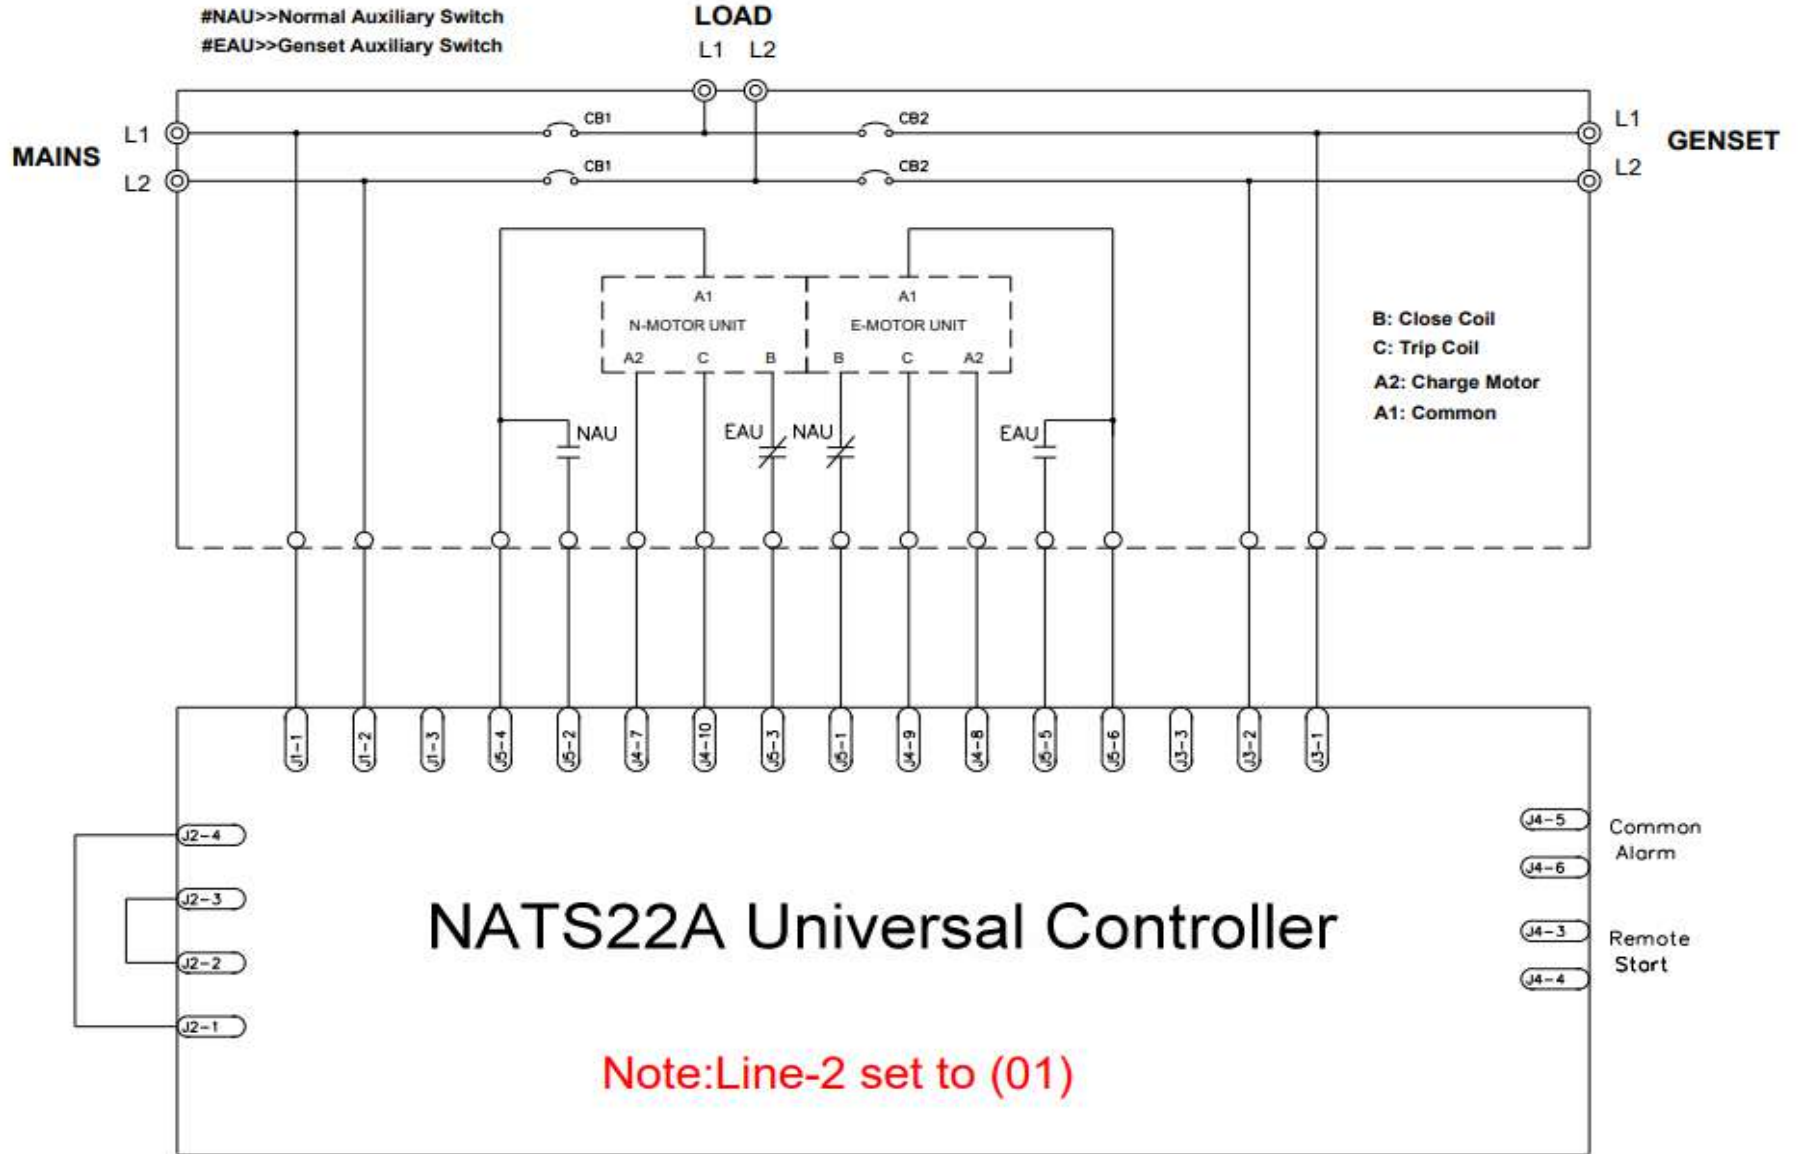 #NAU>>Normal Auxiliary Switch
#EAU>>Genset Auxiliary Switch
LOAD
L1 L2
MAINS
L1
L2
CB1
CB2
CB1
CB2
L1
L2
GENSET
A1
A1
N-MOTOR UNIT
E-MOTOR UNIT
A2 C B
B C A2
B: Close Coil
C: Trip Coil
A2: Charge Motor
A1: Common
NAU
EAU
NAU
EAU
J1-1
J1-2
J1-3
J5-4
J5-2
J4-7
J4-10
J5-3
J5-1
J4-9
J4-8
J5-5
J5-6
J3-3
J3-2
J3-1
J2-4
J2-3
J2-2
J2-1
NATS22A Universal Controller
J4-5
J4-6
Common
Alarm
J4-3
J4-4
Remote
Start
Note:Line-2 set to (01)